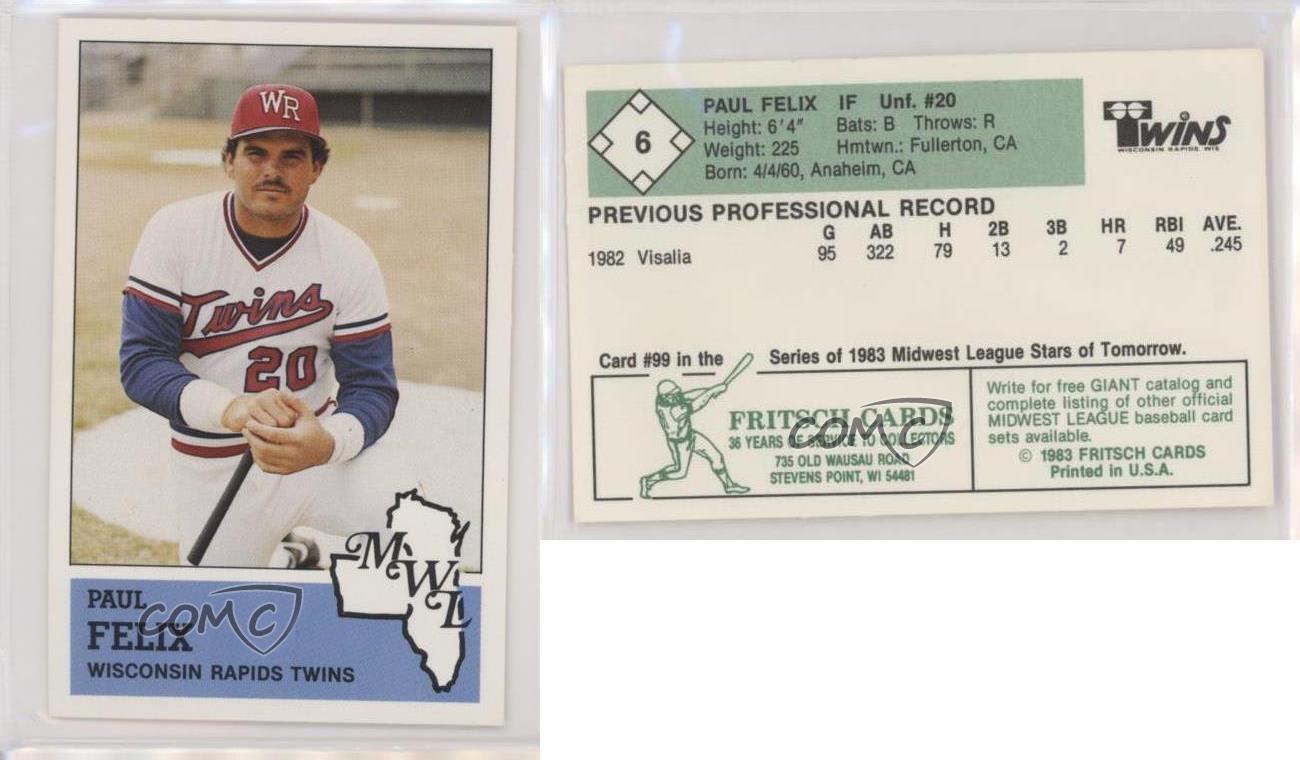 WR
Twins
20
MWL
PAUL
FELIX
WISCONSIN RAPIDS TWINS
COMC
6
PAUL FELIX IF Unf. #20
Height: 6'4" Bats: B Throws: R
Weight: 225 Hmtwn.: Fullerton, CA
Born: 4/4/60, Anaheim, CA
TWINS
WISCONSIN RAPIDS, WIS
PREVIOUS PROFESSIONAL RECORD
G AB H 2B 3B HR RBI AVE.
1982 Visalia 95 322 79 13 2 7 49 .245
Card #99 in the Series of 1983 Midwest League Stars of Tomorrow.
FRITSCH CARDS
36 YEARS OF SERVICE TO COLLECTORS
735 OLD WAUSAU ROAD
STEVENS POINT, WI 54481
COMC
Write for free GIANT catalog and
complete listing of other official
MIDWEST LEAGUE baseball card
sets available.
© 1983 FRITSCH CARDS
Printed in U.S.A.